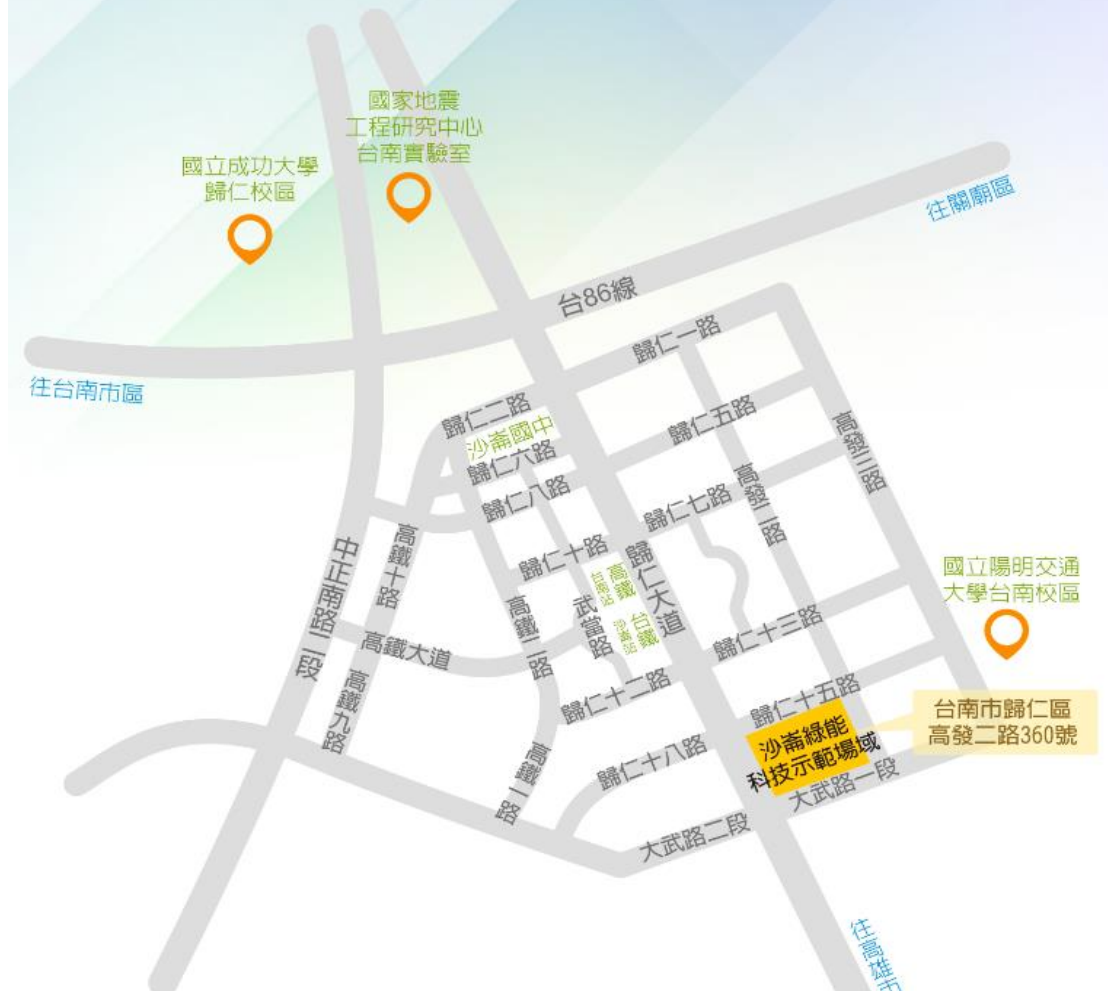 國家地震
工程研究中心
台南實驗室
國立成功大學
歸仁校區
往關廟區
台86線
往台南市區
歸仁一路
歸仁二路
沙崙國中
歸仁五路
歸仁六路
高發三路
歸仁八路
歸仁七路
高發二路
高鐵十路
中正南路二段
歸仁十路
歸仁大道
高鐵
台南站
台鐵
沙崙站
武當路
高鐵二路
國立陽明交通
大學台南校區
歸仁十三路
高鐵大道
高鐵九路
歸仁十二路
歸仁十五路
台南市歸仁區
高發二路360號
沙崙綠能
科技示範場域
歸仁十八路
高鐵一路
大武路一段
大武路二段
往高雄市